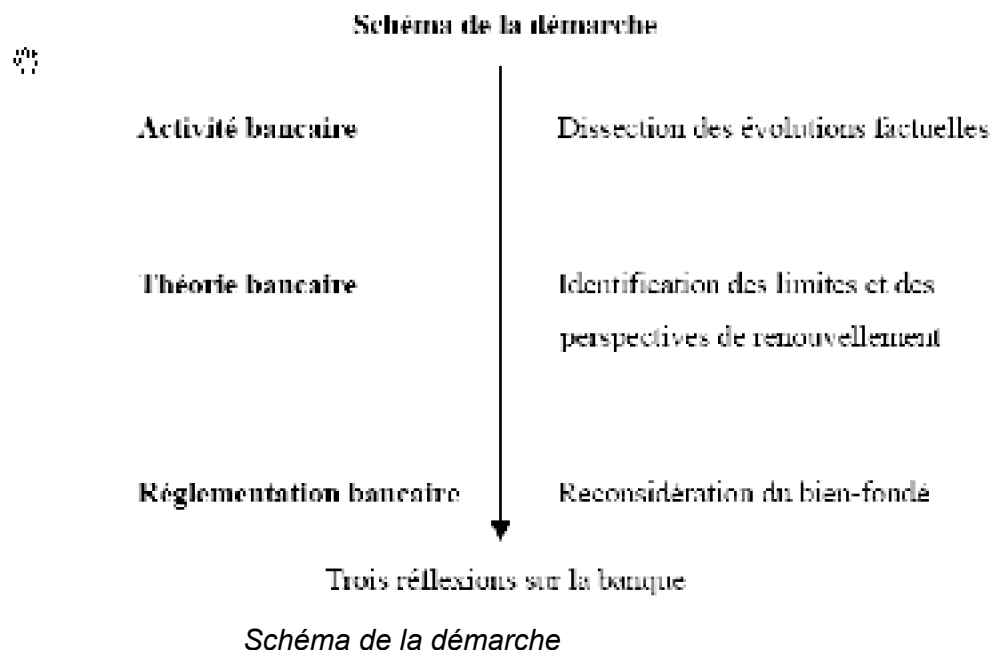 Schéma de la démarche
Activité bancaire
Dissection des évolutions factuelles
Théorie bancaire
Identification des limites et des
perspectives de renouvellement
Réglementation bancaire
Reconsidération du bien-fondé
Trois réflexions sur la banque
Schéma de la démarche